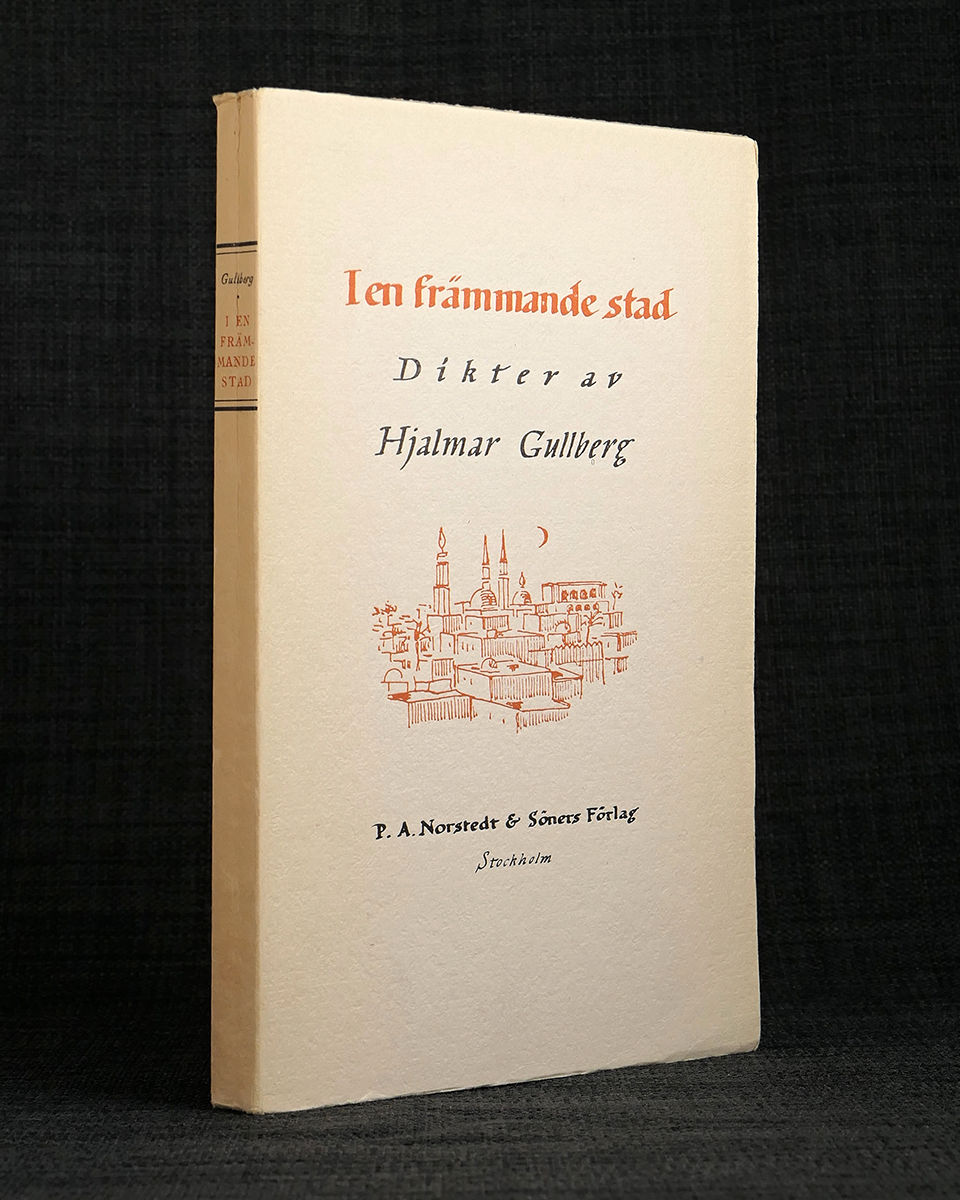 Gullberg
I EN
FRÄM-
MANDE
STAD
I en främmande stad
Dikter av
Hjalmar Gullberg
P. A. Norstedt & Söners Förlag
Stockholm